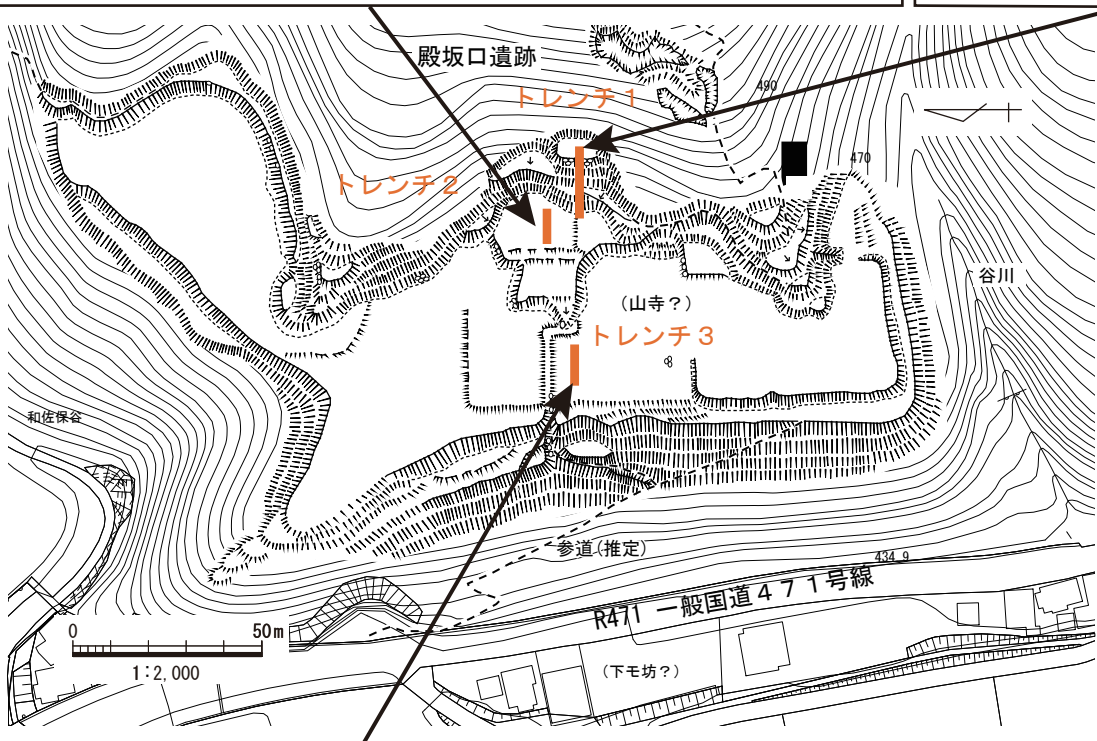 殿坂口遺跡
トレンチ1
490
470
トレンチ2
谷川
(山寺?)
トレンチ3
和佐保谷
参道(推定)
434.9
R471 一般国道471号線
0 50m
1:2,000
(下モ坊?)